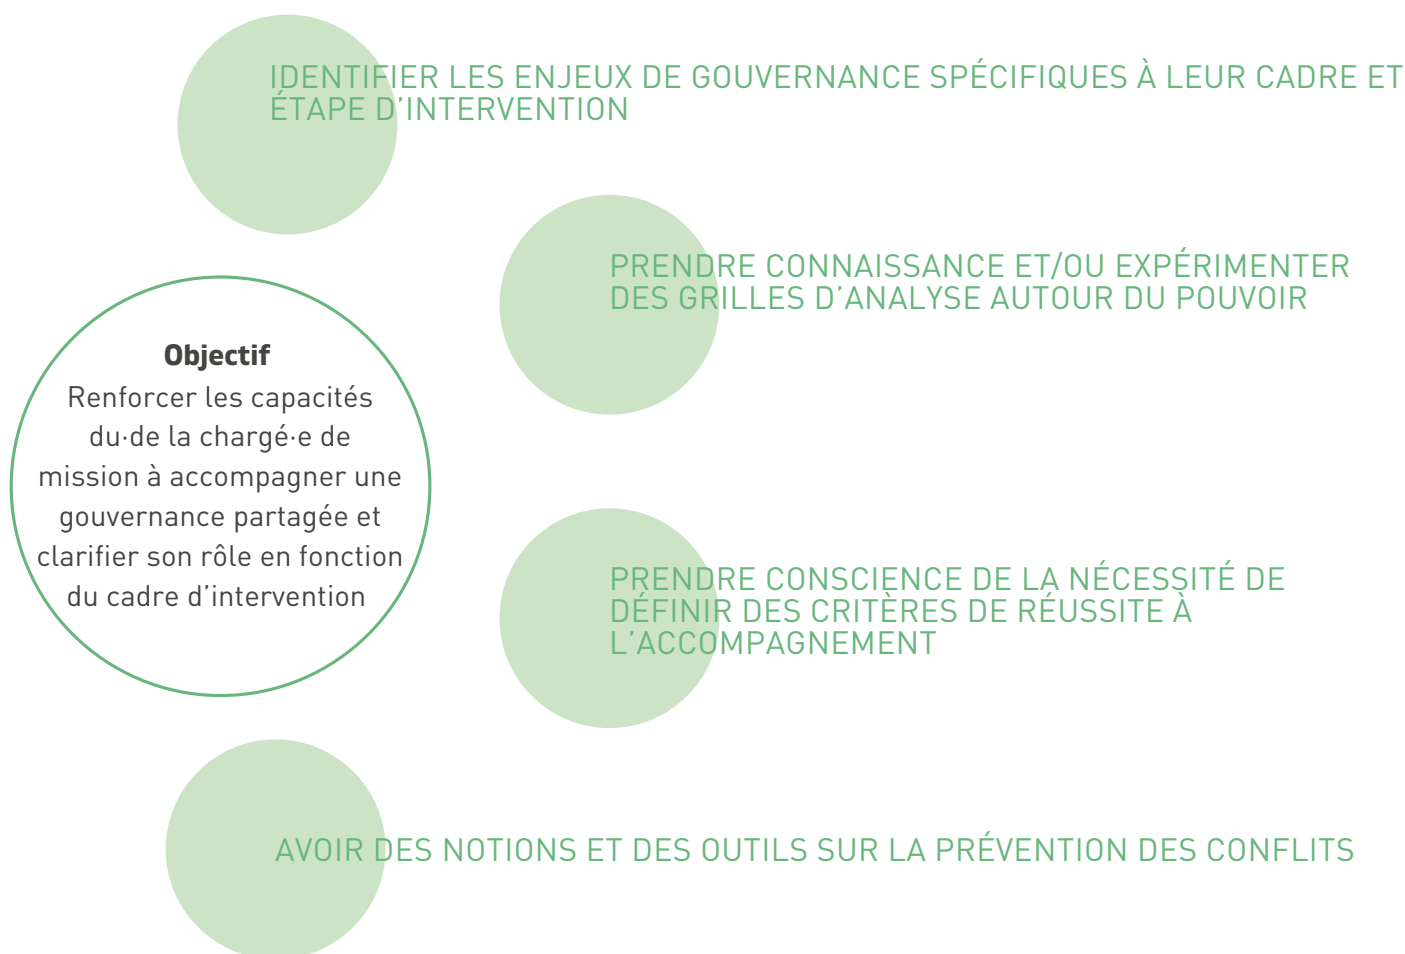 IDENTIFIER LES ENJEUX DE GOUVERNANCE SPÉCIFIQUES À LEUR CADRE ET
ÉTAPE D’INTERVENTION
PRENDRE CONNAISSANCE ET/OU EXPÉRIMENTER
DES GRILLES D’ANALYSE AUTOUR DU POUVOIR
Objectif
Renforcer les capacités
du·de la chargé·e de
mission à accompagner une
gouvernance partagée et
clarifier son rôle en fonction
du cadre d’intervention
PRENDRE CONSCIENCE DE LA NÉCESSITÉ DE
DÉFINIR DES CRITÈRES DE RÉUSSITE À
L’ACCOMPAGNEMENT
AVOIR DES NOTIONS ET DES OUTILS SUR LA PRÉVENTION DES CONFLITS